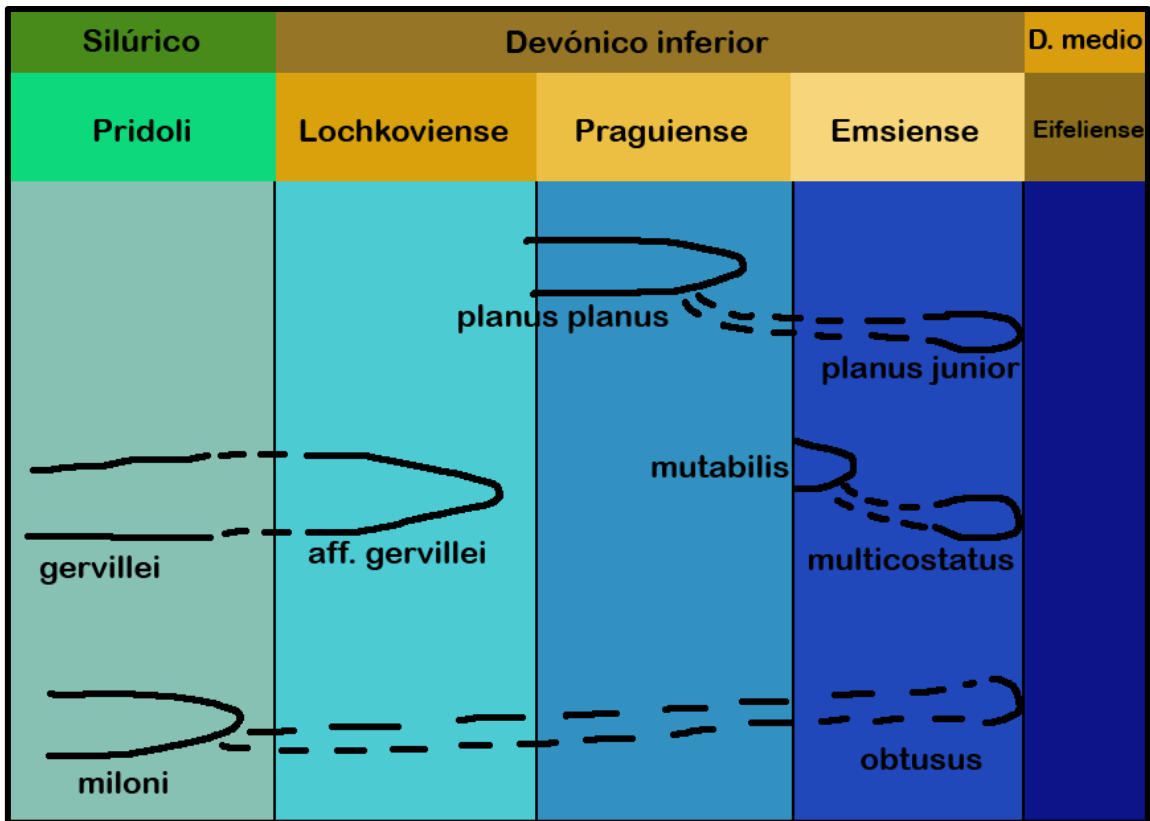 Silúrico
Devónico inferior
D. medio
Pridoli
Lochkoviense
Praguiense
Emsiense
Eifeliense
planus planus
planus junior
mutabilis
gervillei
aff. gervillei
multicostatus
miloni
obtusus